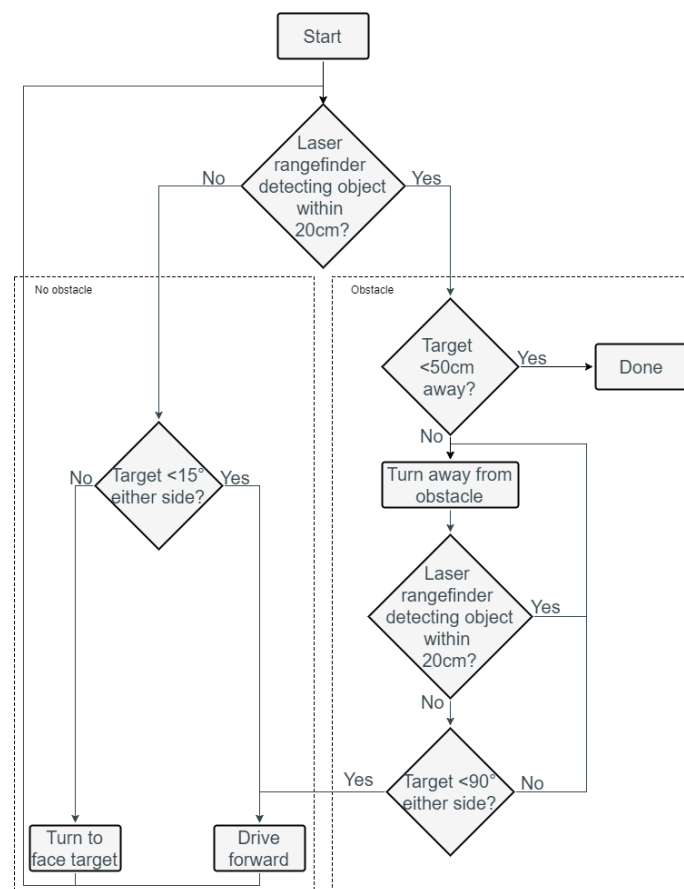 Start
Laser
rangefinder
detecting object
within
20cm?
No
Yes
No obstacle
Obstacle
Target
<50cm
away?
Yes
Done
No
Turn away from
obstacle
Target <15°
either side?
No
Yes
Laser
rangefinder
detecting object
within
20cm?
Yes
No
Target <90°
either side?
Yes
No
Turn to
face target
Drive
forward